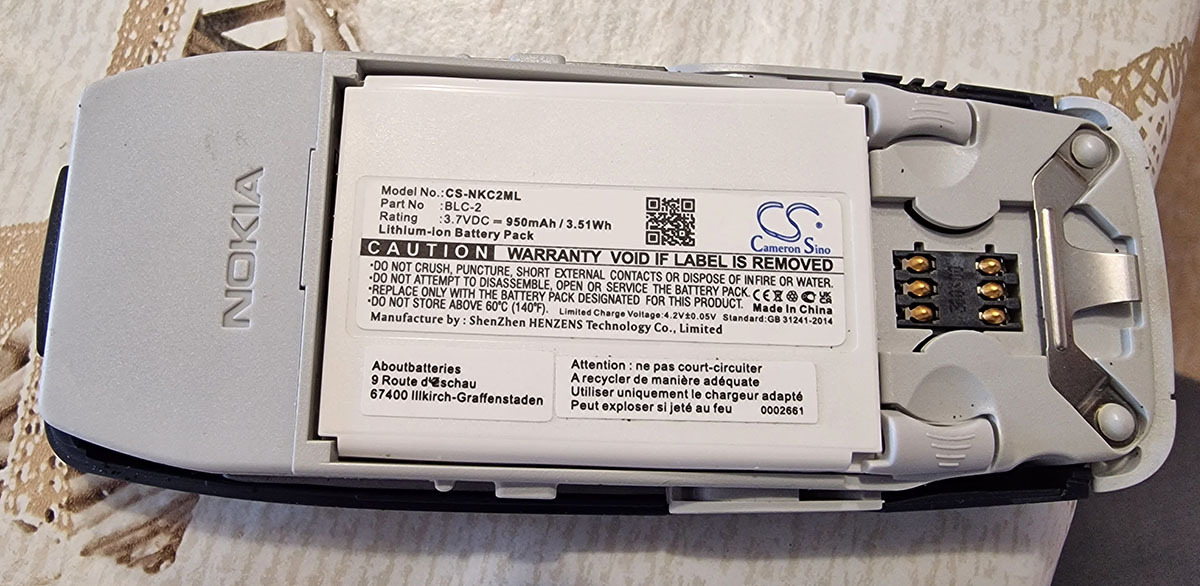 NOKIA
Model No.:CS-NKC2ML
Part No :BLC-2
Rating :3.7VDC ⎓ 950mAh / 3.51Wh
Lithium-Ion Battery Pack
CS
Cameron Sino
CAUTION WARRANTY VOID IF LABEL IS REMOVED
•DO NOT CRUSH, PUNCTURE, SHORT EXTERNAL CONTACTS OR DISPOSE OF INFIRE OR WATER.
•DO NOT ATTEMPT TO DISASSEMBLE, OPEN OR SERVICE THE BATTERY PACK.
•REPLACE ONLY WITH THE BATTERY DESIGNATED FOR THIS PRODUCT.
Made in China
•DO NOT STORE ABOVE 60℃ (140℉). Limited Charge Voltage:4.2V±0.05V Standard:GB 31241-2014
Manufacture by : ShenZhen HENZENS Technology Co., Limited
Aboutbatteries
9 Route d'Eschau
67400 Illkirch-Graffenstaden
Attention : ne pas court-circuiter
A recycler de manière adéquate
Utiliser uniquement le chargeur adapté
Peut exploser si jeté au feu 0002661